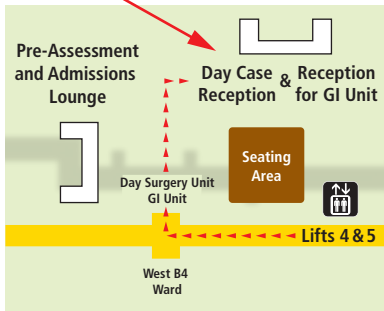 Pre-Assessment
and Admissions
Lounge
Day Case & Reception
Reception for GI Unit
Seating
Area
Day Surgery Unit
GI Unit
Lifts 4 & 5
West B4
Ward